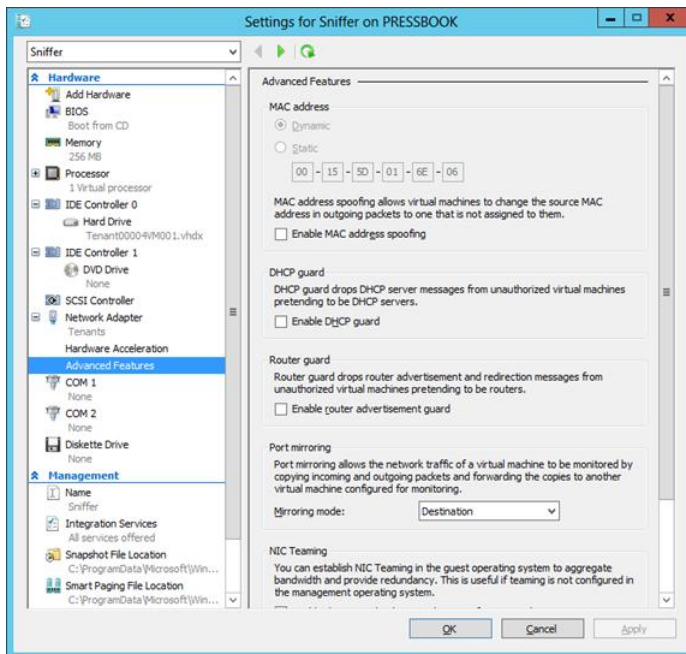 Settings for Sniffer on PRESSBOOK
Sniffer
Hardware
Add Hardware
BIOS
Boot from CD
Memory
256 MB
Processor
1 Virtual processor
IDE Controller 0
Hard Drive
Tenant00004VM001.vhdx
IDE Controller 1
DVD Drive
None
SCSI Controller
Network Adapter
Tenants
Hardware Acceleration
Advanced Features
COM 1
None
COM 2
None
Diskette Drive
None
Management
Name
Sniffer
Integration Services
All services offered
Snapshot File Location
C:\ProgramData\Microsoft\Win...
Smart Paging File Location
C:\ProgramData\Microsoft\Win...
Advanced Features
MAC address
Dynamic
Static
00 - 15 - 5D - 01 - 6E - 06
MAC address spoofing allows virtual machines to change the source MAC
address in outgoing packets to one that is not assigned to them.
Enable MAC address spoofing
DHCP guard
DHCP guard drops DHCP server messages from unauthorized virtual machines
pretending to be DHCP servers.
Enable DHCP guard
Router guard
Router guard drops router advertisement and redirection messages from
unauthorized virtual machines pretending to be routers.
Enable router advertisement guard
Port mirroring
Port mirroring allows the network traffic of a virtual machine to be monitored by
copying incoming and outgoing packets and forwarding the copies to another
virtual machine configured for monitoring.
Mirroring mode: Destination
NIC Teaming
You can establish NIC Teaming in the guest operating system to aggregate
bandwidth and provide redundancy. This is useful if teaming is not configured in
the management operating system.
OK Cancel Apply